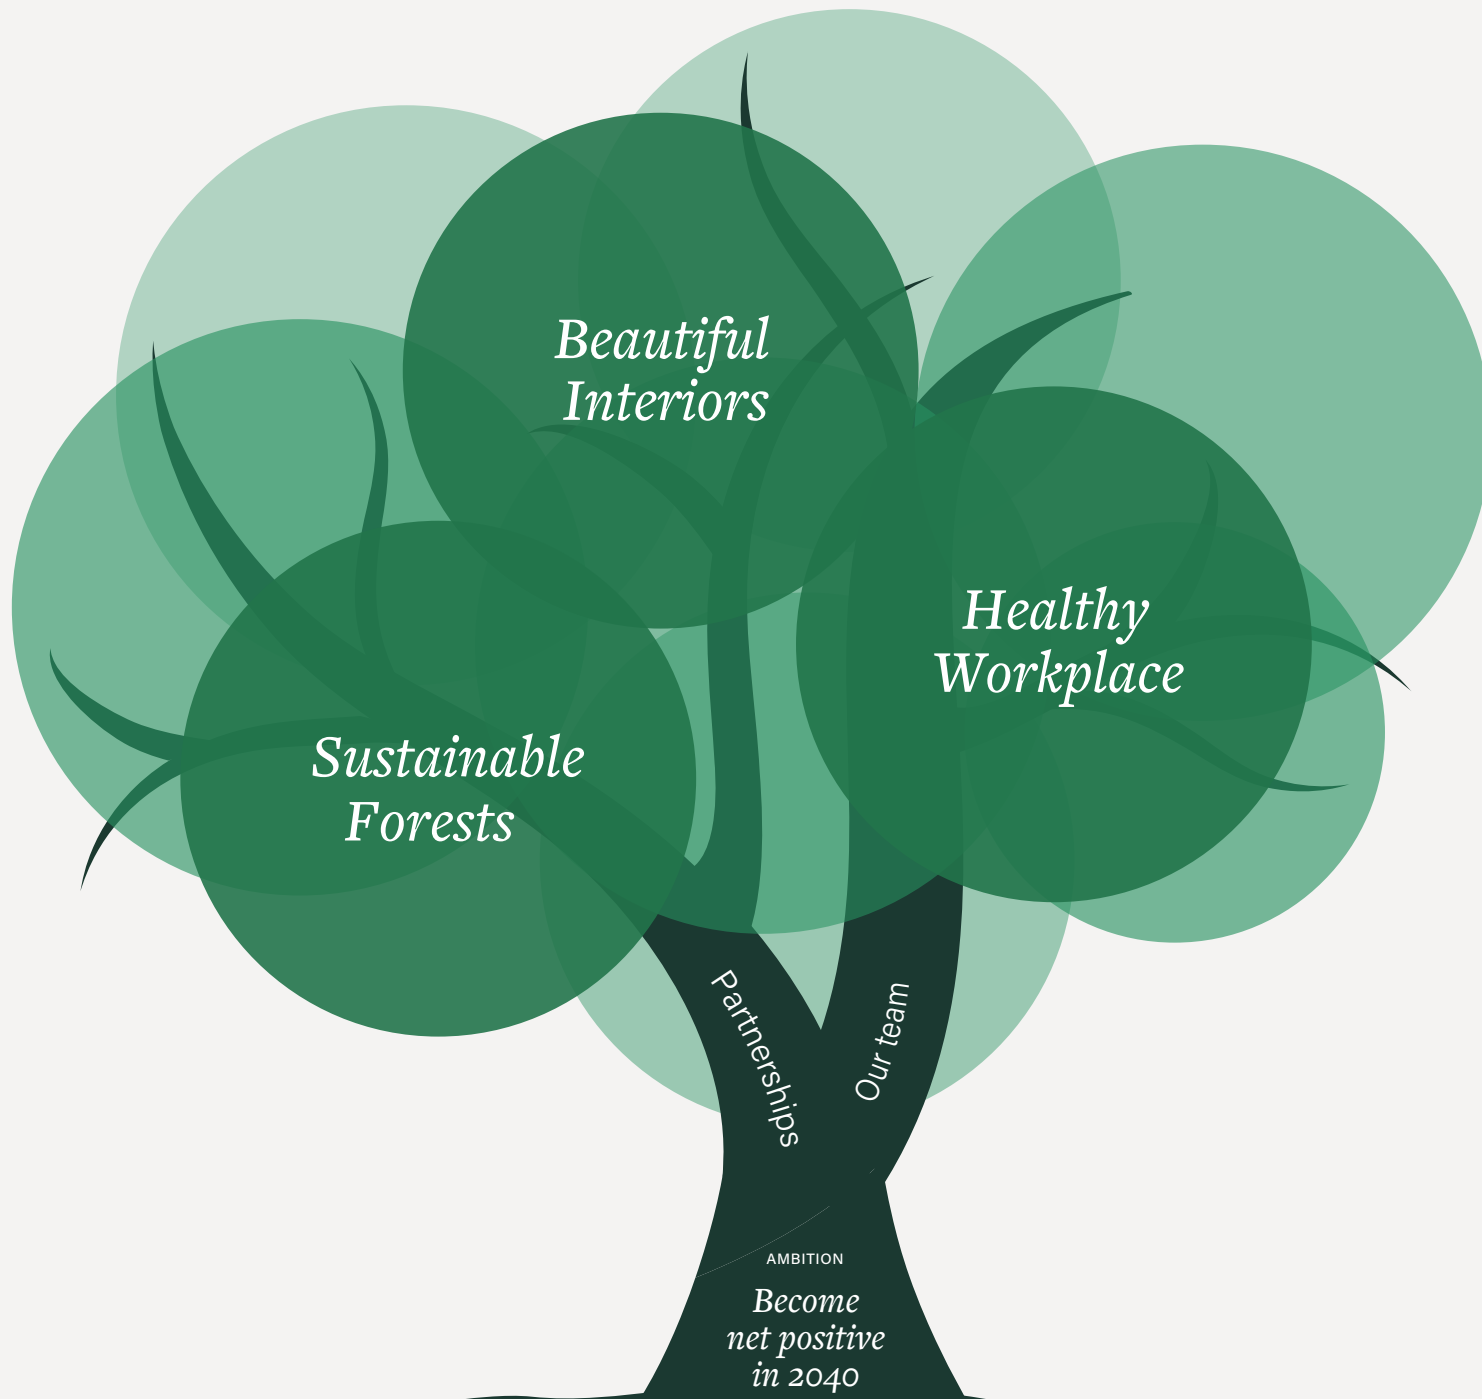 Beautiful
Interiors
Healthy
Workplace
Sustainable
Forests
Partnerships
Our team
AMBITION
Become
net positive
in 2040